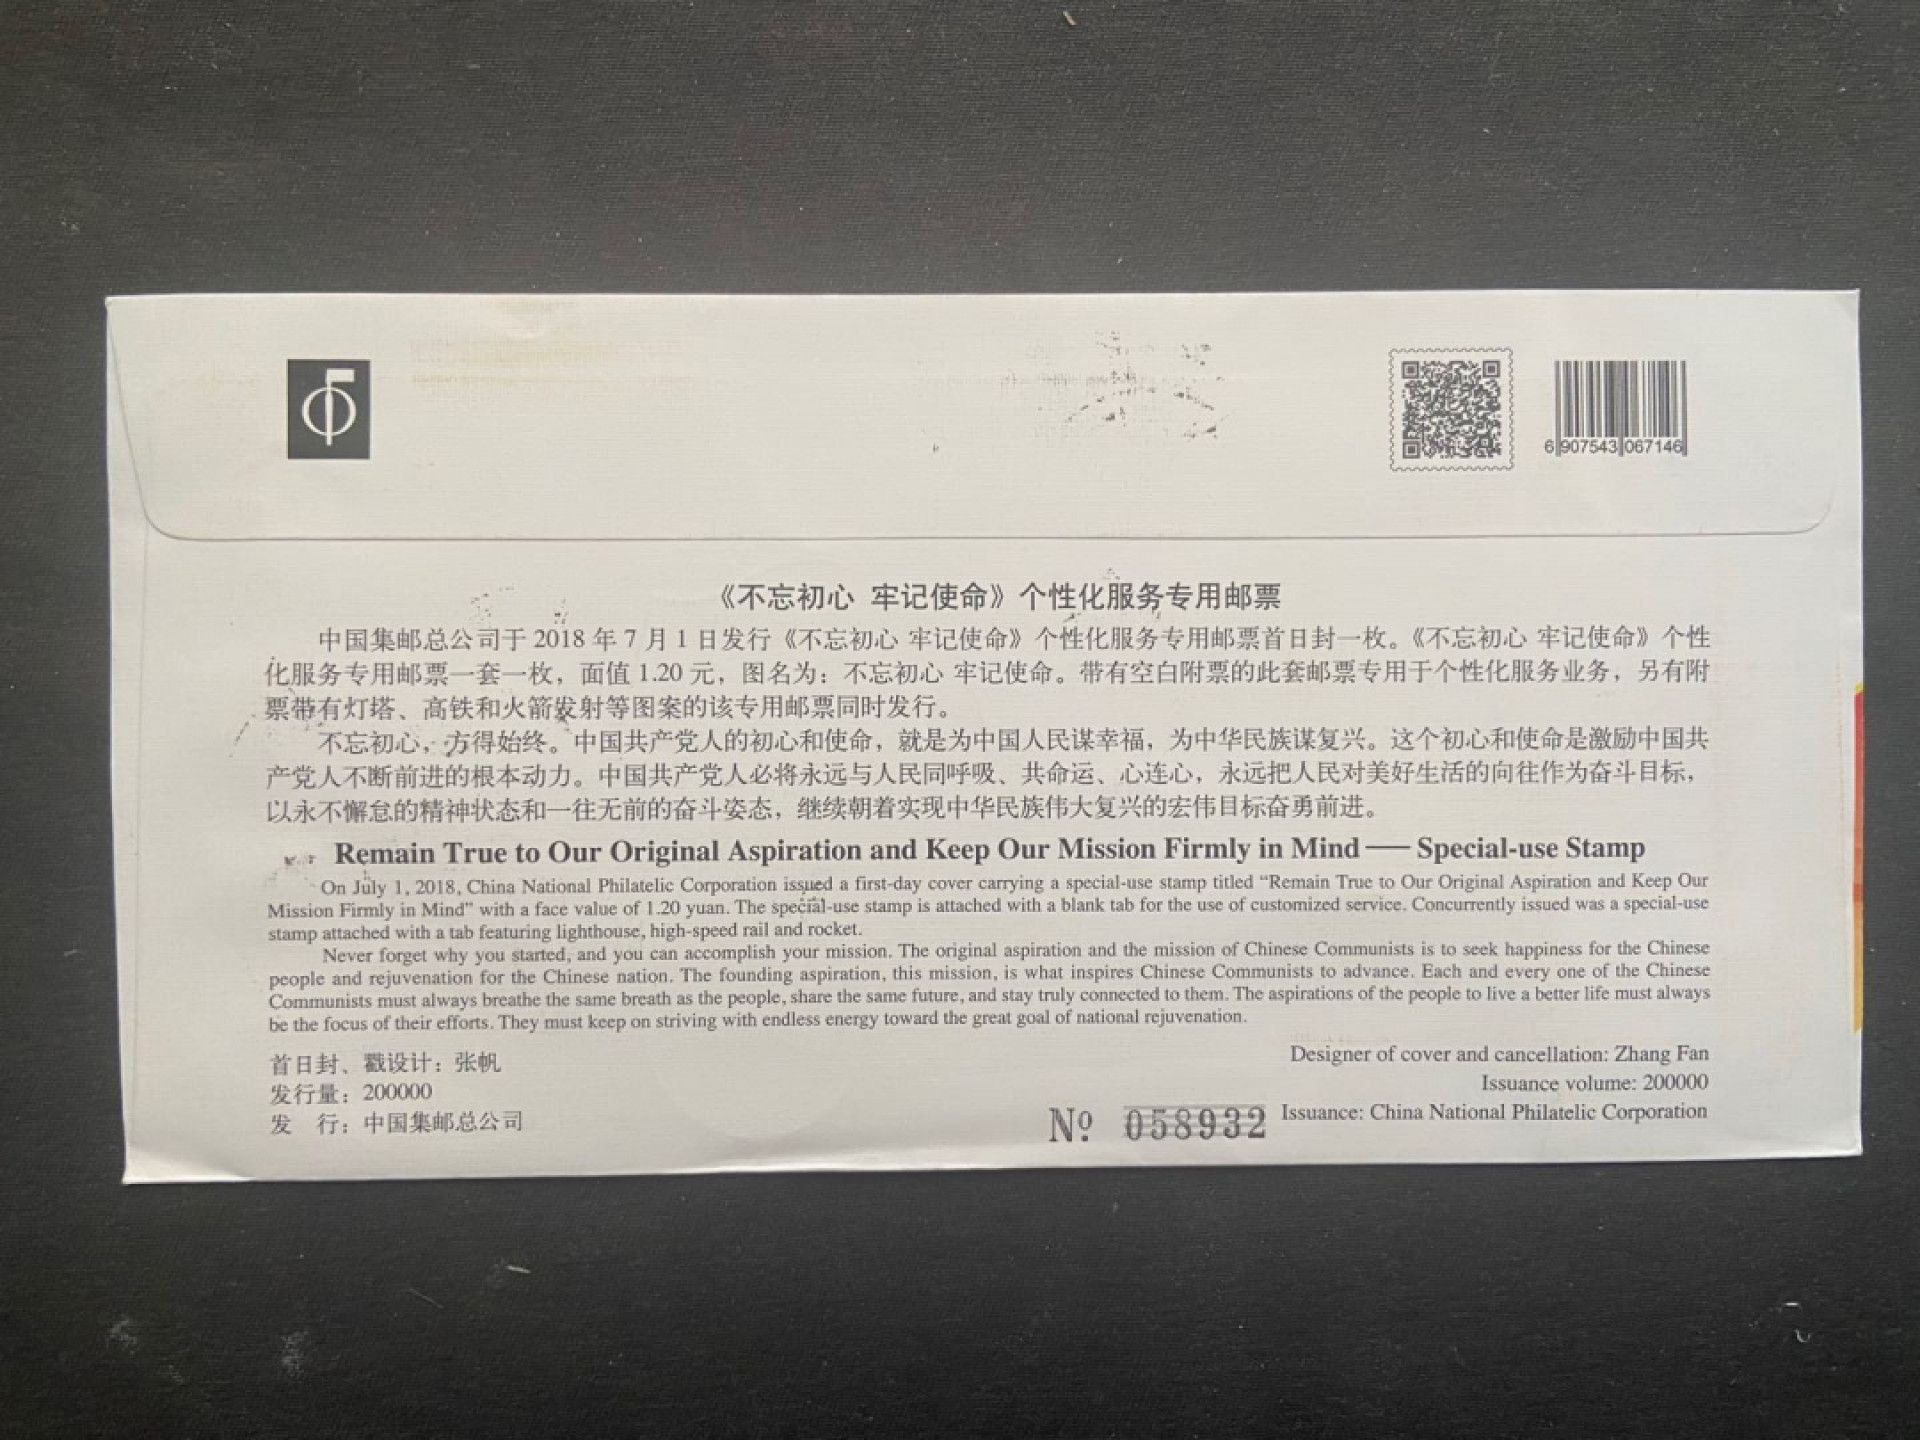 6 907543 067146
《不忘初心 牢记使命》个性化服务专用邮票
中国集邮总公司于 2018 年 7 月 1 日发行《不忘初心 牢记使命》个性化服务专用邮票首日封一枚。《不忘初心 牢记使命》个性
化服务专用邮票一套一枚，面值 1.20 元，图名为：不忘初心 牢记使命。带有空白附票的此套邮票专用于个性化服务业务，另有附
票带有灯塔、高铁和火箭发射等图案的该专用邮票同时发行。
不忘初心，方得始终。中国共产党人的初心和使命，就是为中国人民谋幸福，为中华民族谋复兴。这个初心和使命是激励中国共
产党人不断前进的根本动力。中国共产党人必将永远与人民同呼吸、共命运、心连心，永远把人民对美好生活的向往作为奋斗目标，
以永不懈怠的精神状态和一往无前的奋斗姿态，继续朝着实现中华民族伟大复兴的宏伟目标奋勇前进。
Remain True to Our Original Aspiration and Keep Our Mission Firmly in Mind — Special-use Stamp
On July 1, 2018, China National Philatelic Corporation issued a first-day cover carrying a special-use stamp titled “Remain True to Our Original Aspiration and Keep Our
Mission Firmly in Mind” with a face value of 1.20 yuan. The special-use stamp is attached with a blank tab for the use of customized service. Concurrently issued was a special-use
stamp attached with a tab featuring lighthouse, high-speed rail and rocket.
Never forget why you started, and you can accomplish your mission. The original aspiration and the mission of Chinese Communists is to seek happiness for the Chinese
people and rejuvenation for the Chinese nation. The founding aspiration, this mission, is what inspires Chinese Communists to advance. Each and every one of the Chinese
Communists must always breathe the same breath as the people, share the same future, and stay truly connected to them. The aspirations of the people to live a better life must always
be the focus of their efforts. They must keep on striving with endless energy toward the great goal of national rejuvenation.
首日封、戳设计：张帆
发行量：200000
发 行：中国集邮总公司
Designer of cover and cancellation: Zhang Fan
Issuance volume: 200000
Issuance: China National Philatelic Corporation
№ 058932